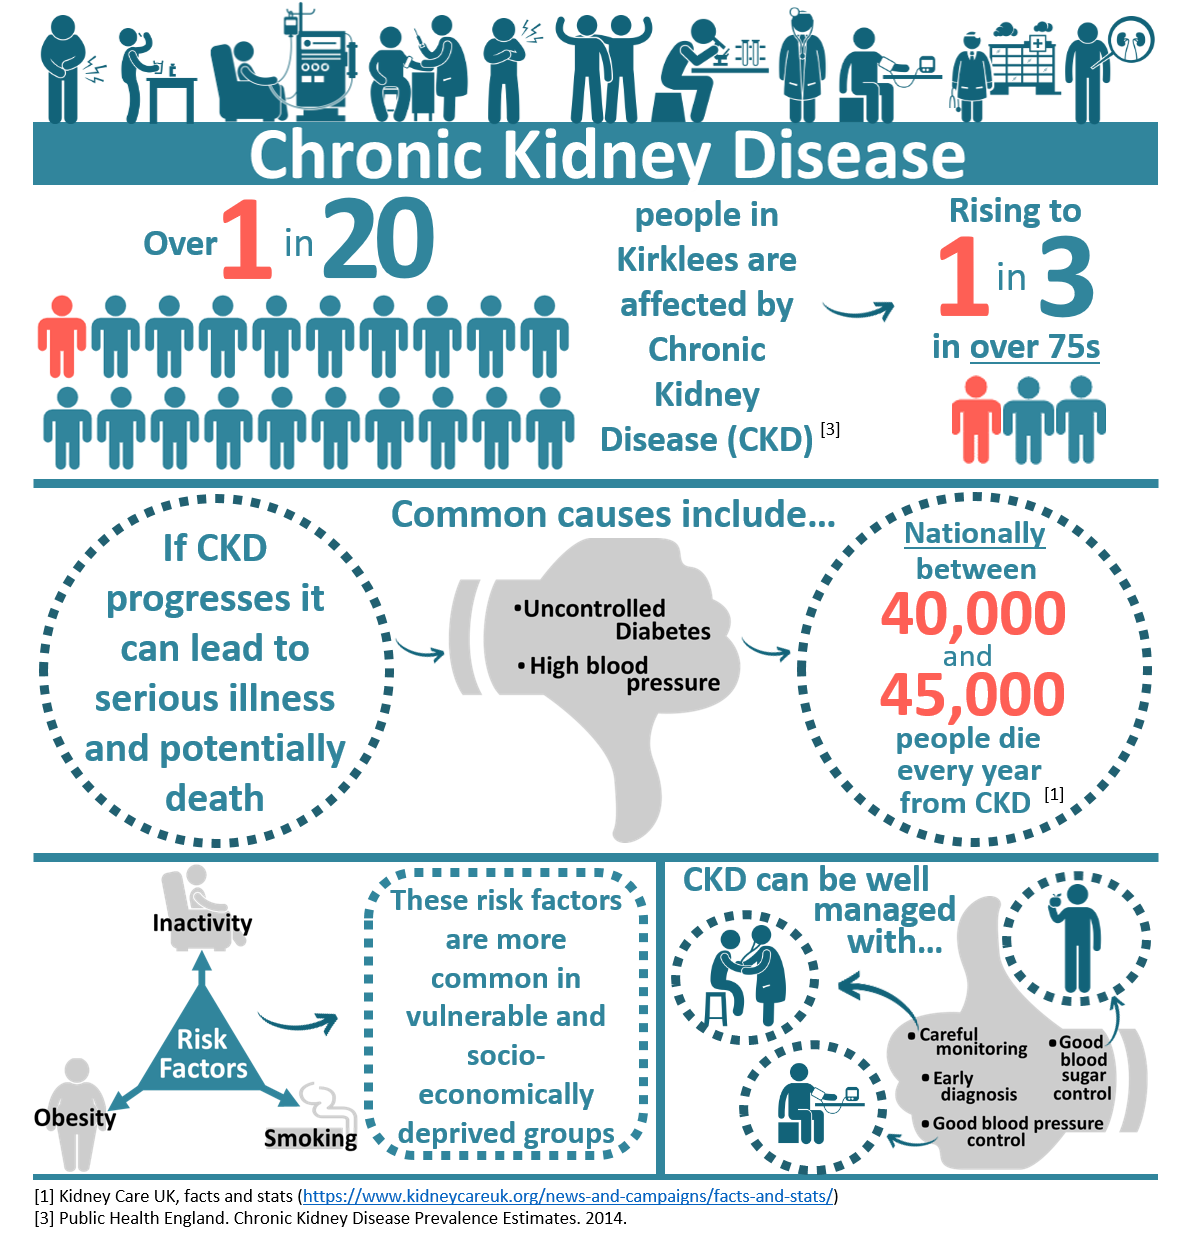 Chronic Kidney Disease
Over 1 in 20
people in
Kirklees are
affected by
Chronic
Kidney
Disease (CKD) [3]
Rising to
1 in 3
in over 75s
If CKD
progresses it
can lead to
serious illness
and potentially
death
Common causes include...
•Uncontrolled
Diabetes
• High blood
pressure
Nationally
between
40,000
and
45,000
people die
every year
from CKD [1]
Inactivity
Risk
Factors
Obesity
Smoking
These risk factors
are more
common in
vulnerable and
socio-
economically
deprived groups
CKD can be well
managed
with...
• Careful
monitoring
• Early
diagnosis
• Good blood pressure
control
• Good
blood
sugar
control
[1] Kidney Care UK, facts and stats (https://www.kidneycareuk.org/news-and-campaigns/facts-and-stats/)
[3] Public Health England. Chronic Kidney Disease Prevalence Estimates. 2014.